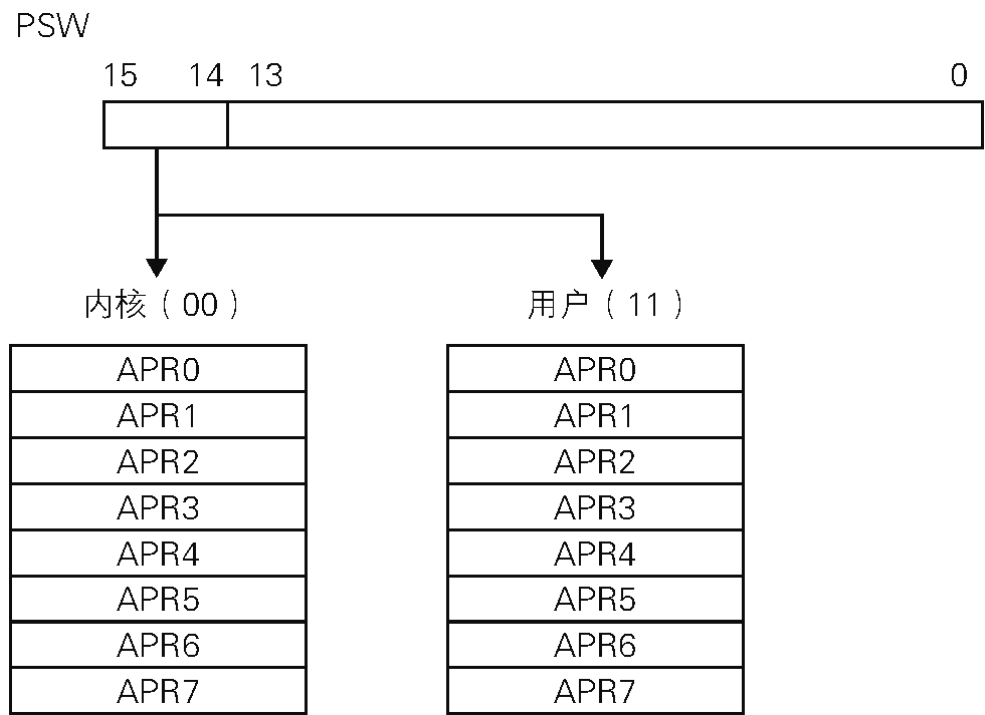 PSW
15 14 13 0
内核（00） 用户（11）
APR0 APR0
APR1 APR1
APR2 APR2
APR3 APR3
APR4 APR4
APR5 APR5
APR6 APR6
APR7 APR7